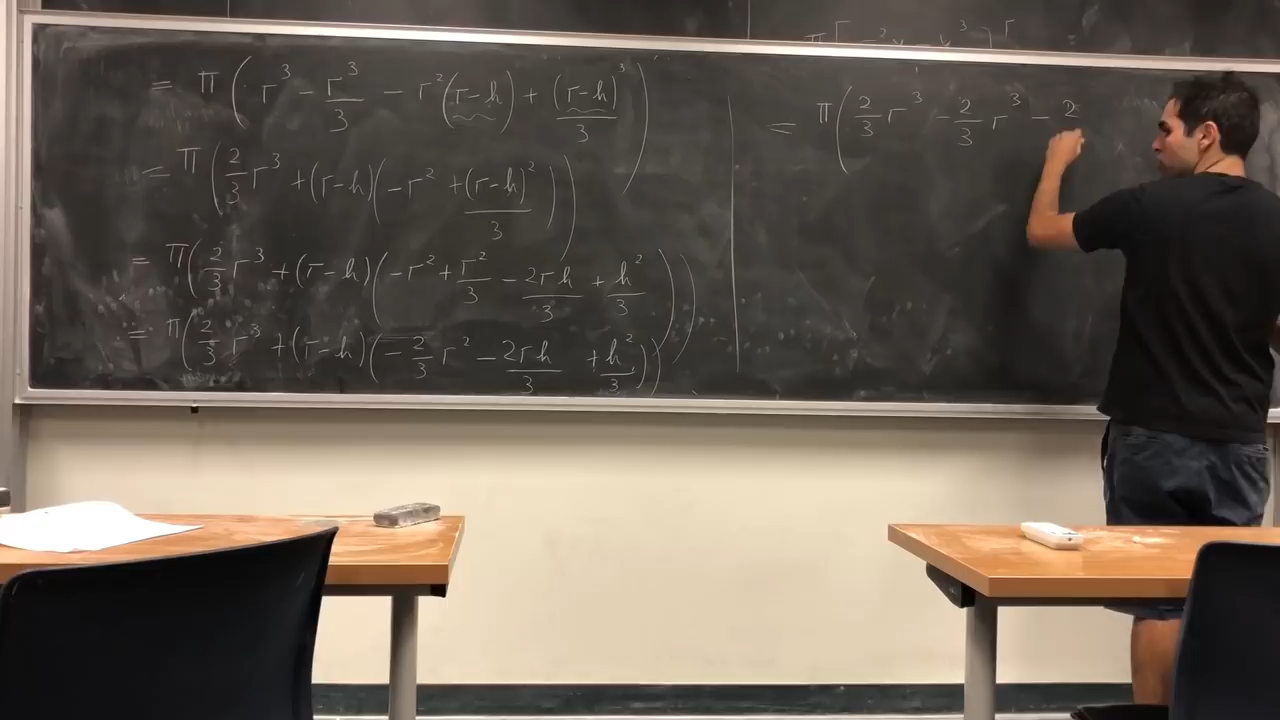 = π ( r³ − r³/3 − r²(r−h) + (r−h)³/3 )
= π ( 2/3 r³ + (r−h)( −r² + (r−h)²/3 ) )
= π ( 2/3 r³ + (r−h)( −r² + r²/3 − 2rh/3 + h²/3 ) )
= π ( 2/3 r³ + (r−h)( −2/3 r² − 2rh/3 + h²/3 ) )
= π ( 2/3 r³ − 2/3 r³ − 2